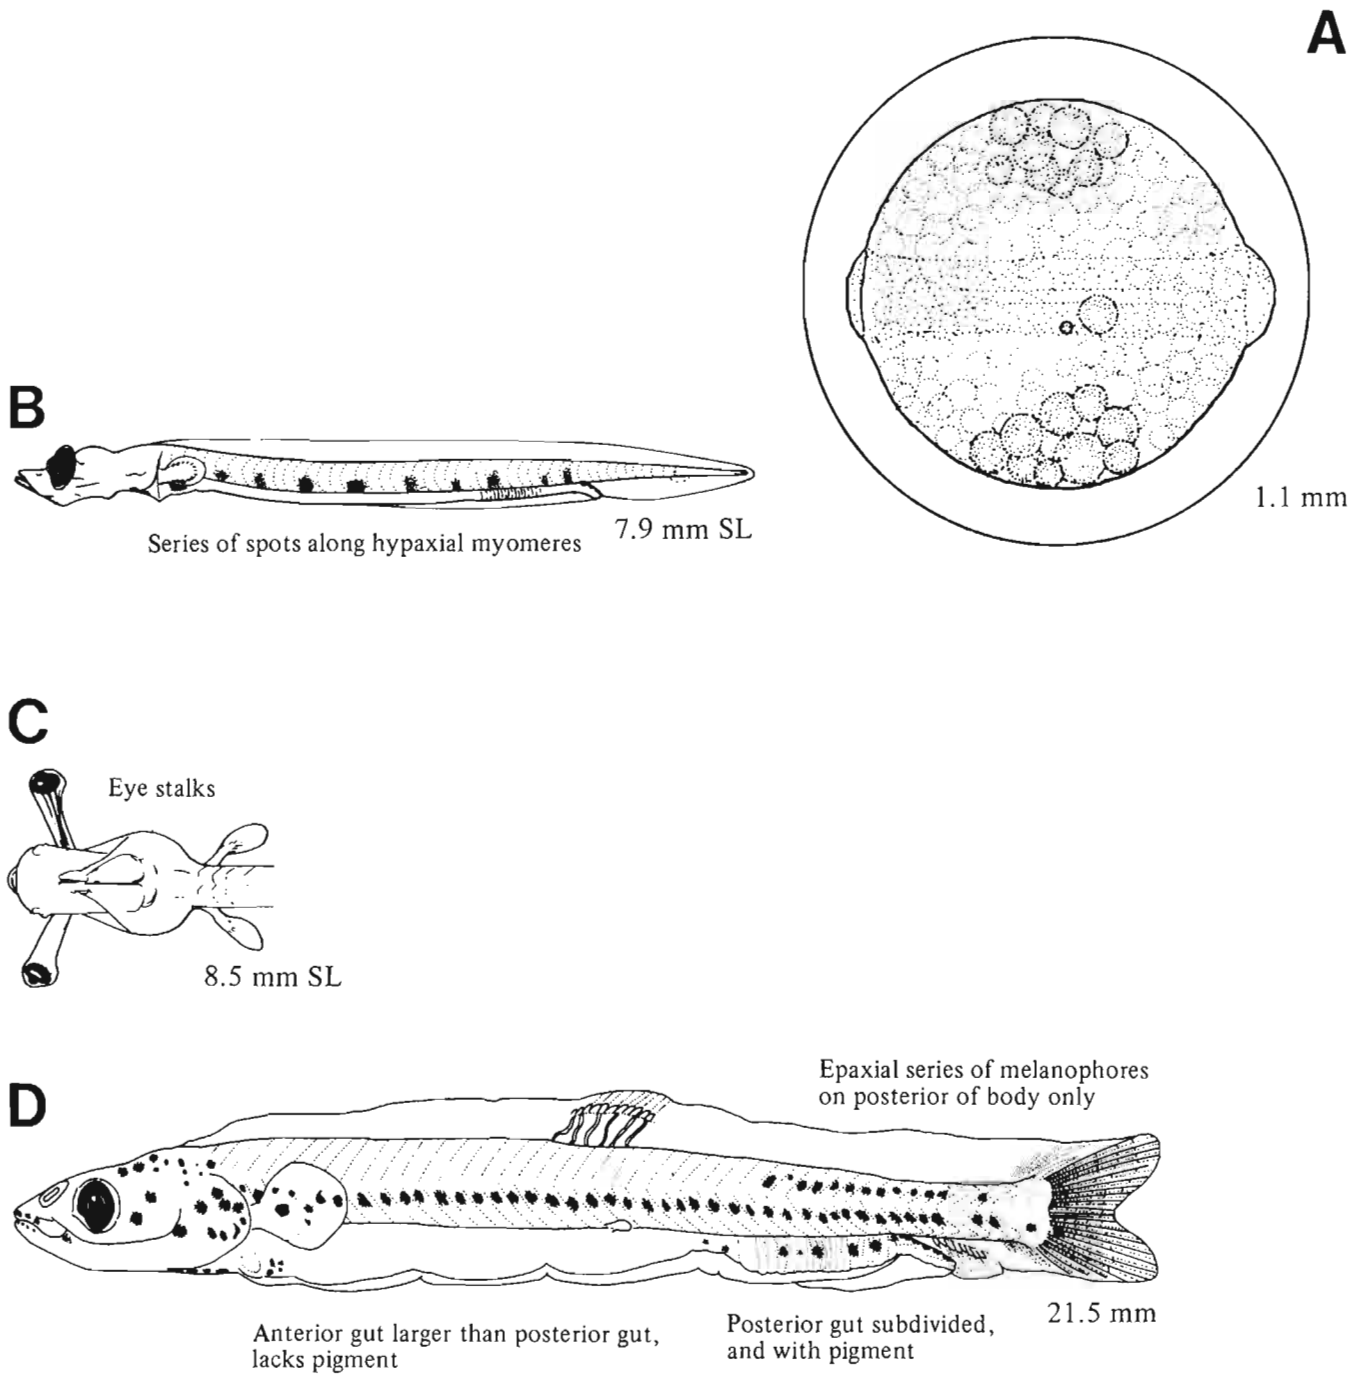 A
1.1 mm
B
7.9 mm SL
Series of spots along hypaxial myomeres
C
Eye stalks
8.5 mm SL
D
Epaxial series of melanophores
on posterior of body only
21.5 mm
Anterior gut larger than posterior gut,
lacks pigment
Posterior gut subdivided,
and with pigment